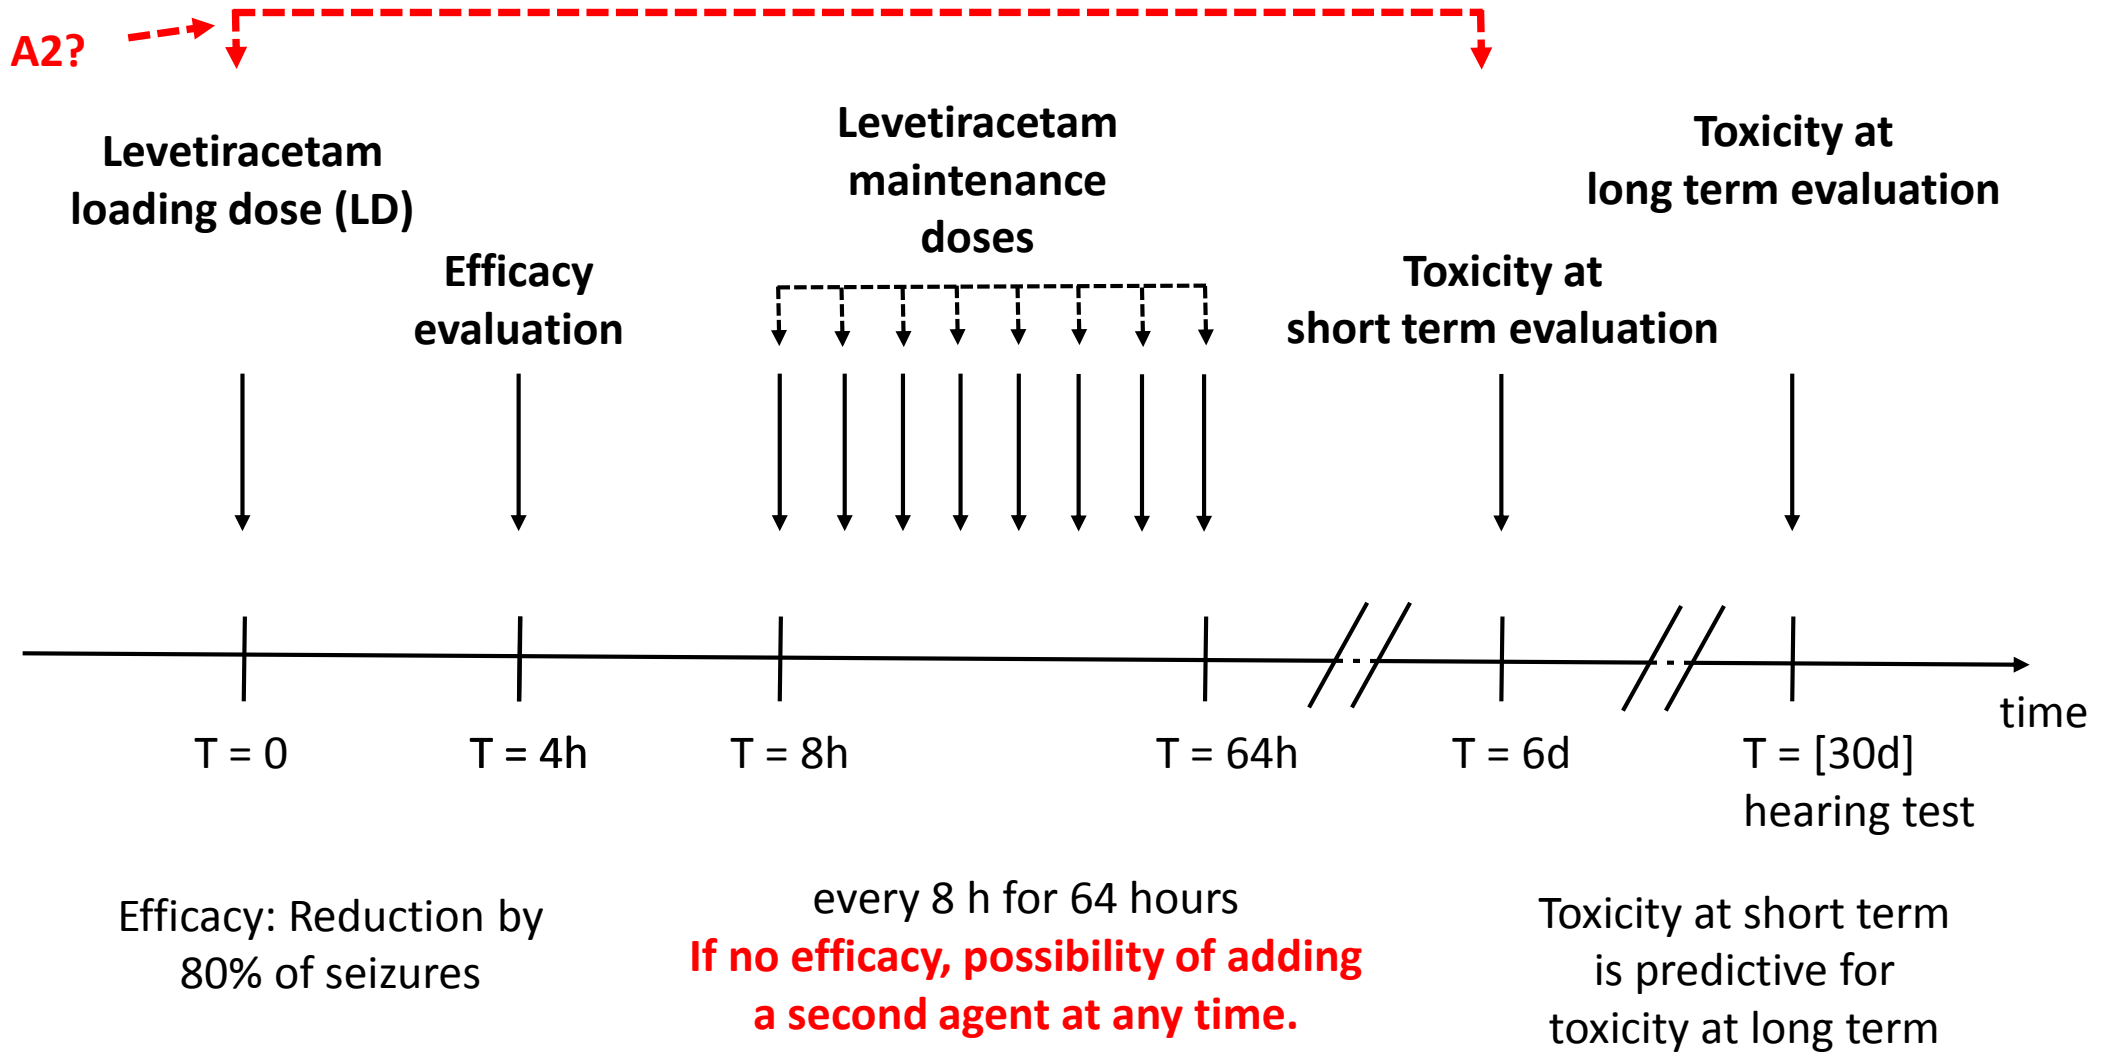 A2?
Levetiracetam
loading dose (LD)
Efficacy
evaluation
Levetiracetam
maintenance
doses
Toxicity at
short term evaluation
Toxicity at
long term evaluation
time
T = 0
T = 4h
T = 8h
T = 64h
T = 6d
T = [30d]
hearing test
Efficacy: Reduction by
80% of seizures
every 8 h for 64 hours
If no efficacy, possibility of adding
a second agent at any time.
Toxicity at short term
is predictive for
toxicity at long term